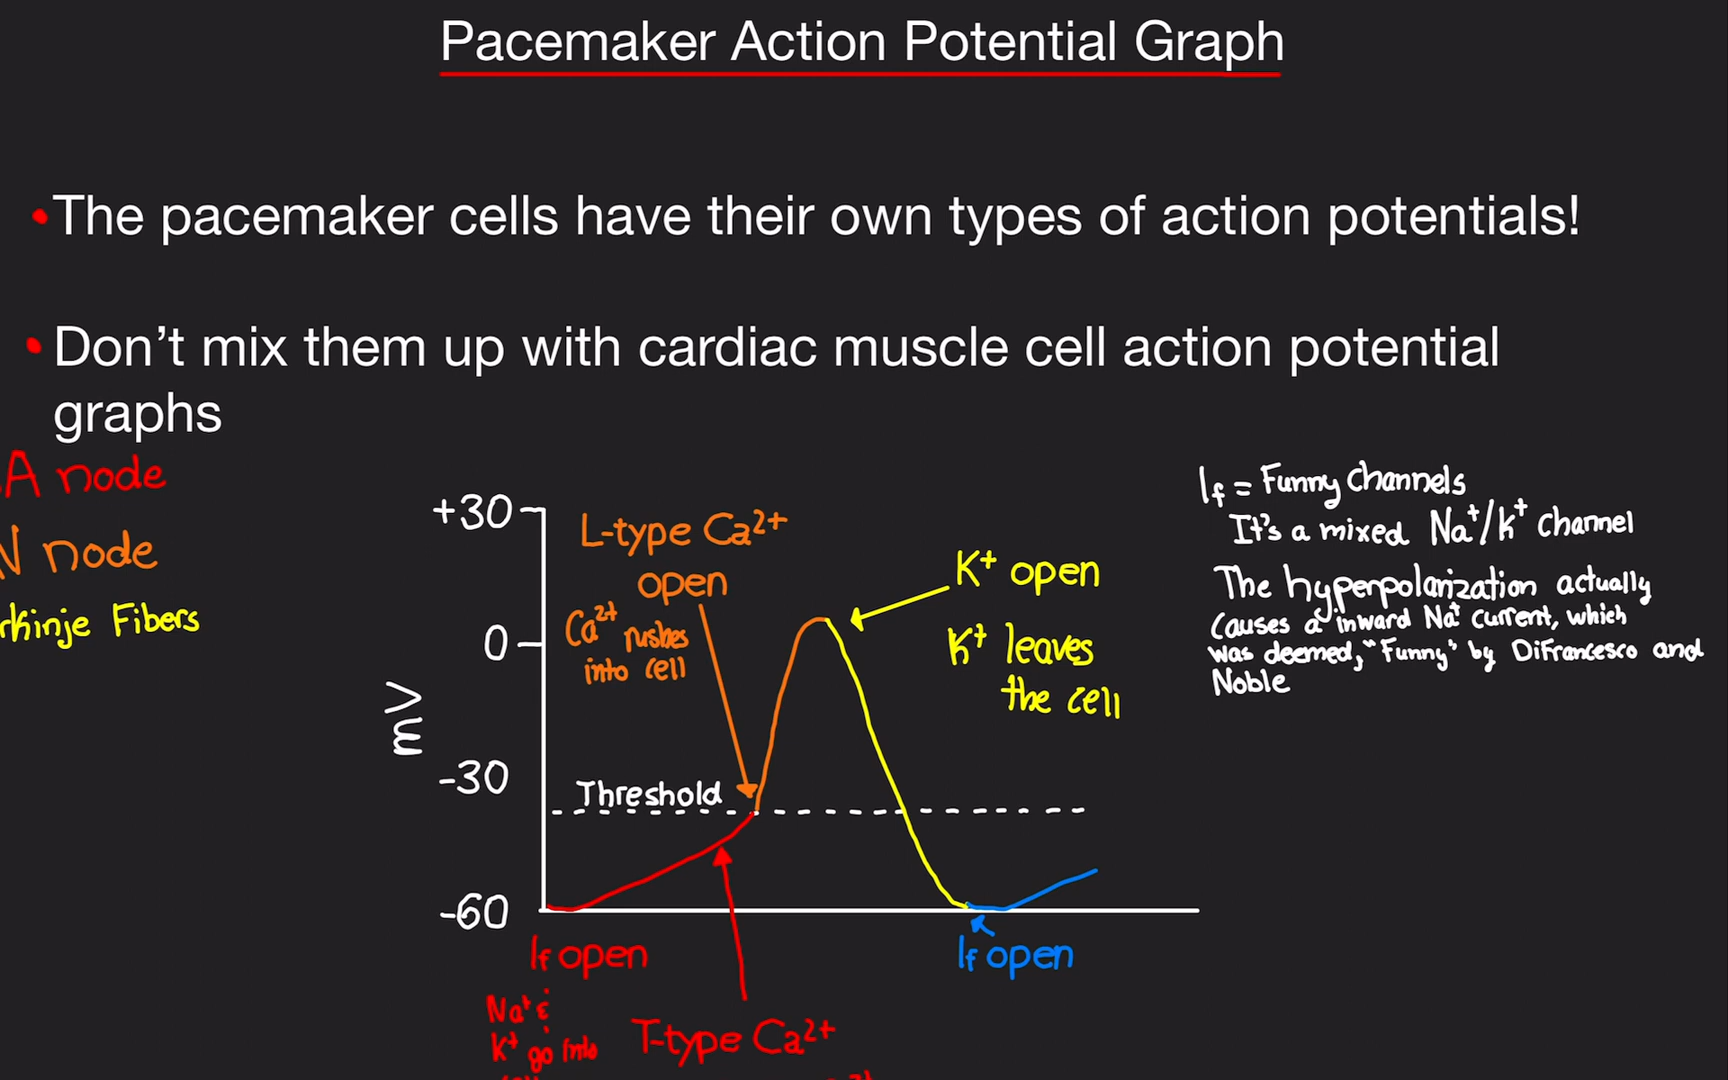 Pacemaker Action Potential Graph
•The pacemaker cells have their own types of action potentials!
•Don't mix them up with cardiac muscle cell action potential
graphs
A node
node
rkinje Fibers
+30
0
-30
-60
mV
L-type Ca2+
open
Ca2+ rushes
into cell
Threshold
K+ open
K+ leaves
the cell
If open
Na+ &
K+ go into
T-type Ca2+
If open
If = Funny Channels
It's a mixed Na+/K+ channel
The hyperpolarization actually
causes a inward Na+ current, which
was deemed, "Funny" by DiFrancesco and
Noble